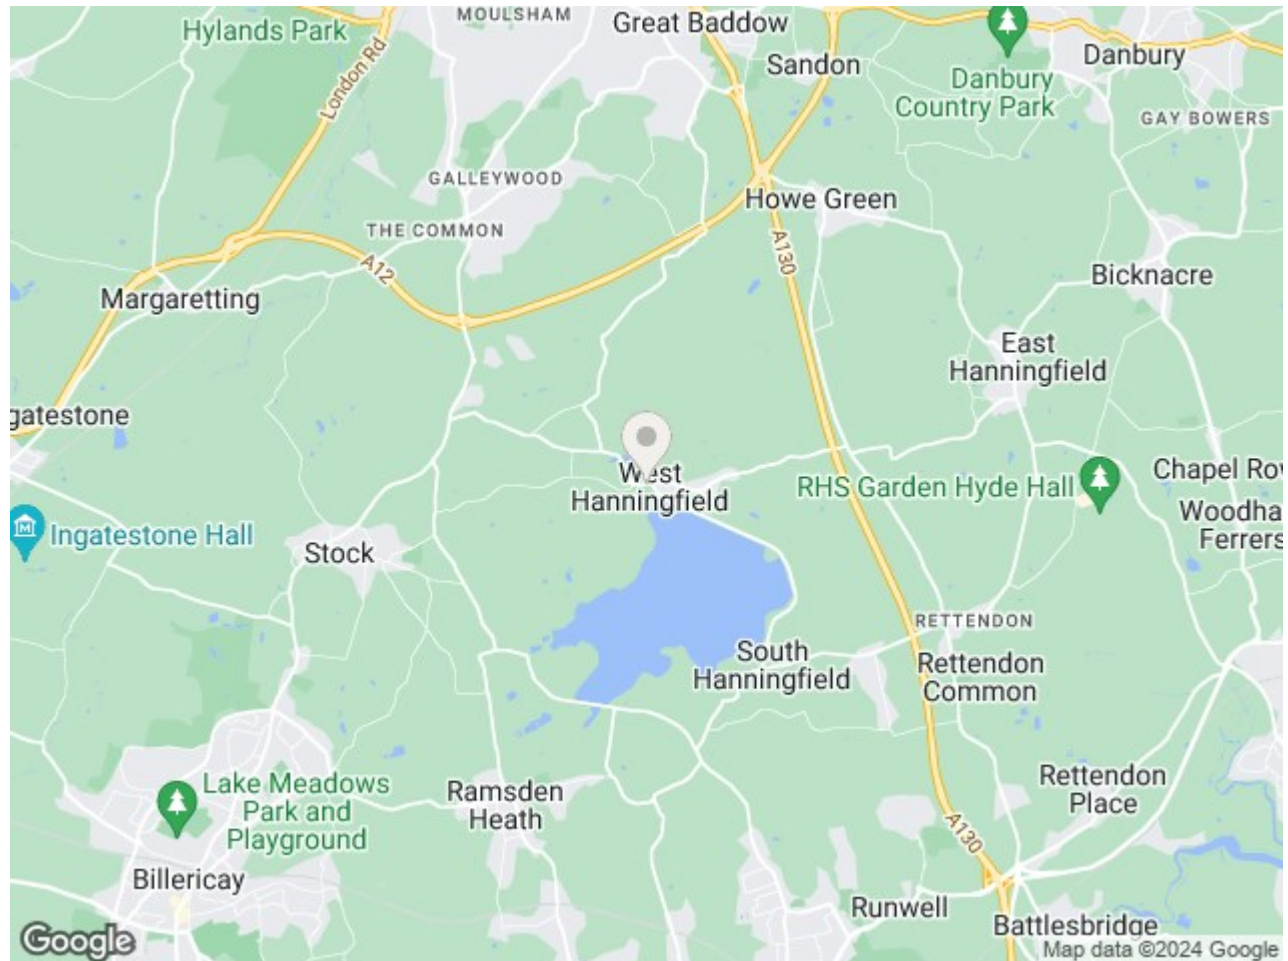 MOULSHAM
Great Baddow
Hylands Park
London Rd
Sandon
Danbury
Danbury
Country Park
GAY BOWERS
GALLEYWOOD
Howe Green
THE COMMON
A12
A130
Margaretting
Bicknacre
East
Hanningfield
gatestone
West
Hanningfield
RHS Garden Hyde Hall
Chapel Row
Woodha
Ferrers
Ingatestone Hall
Stock
RETTENDON
South
Hanningfield
Rettendon
Common
Lake Meadows
Park and
Playground
Ramsden
Heath
Rettendon
Place
A130
Billericay
Runwell
Battlesbridge
Google
Map data ©2024 Google